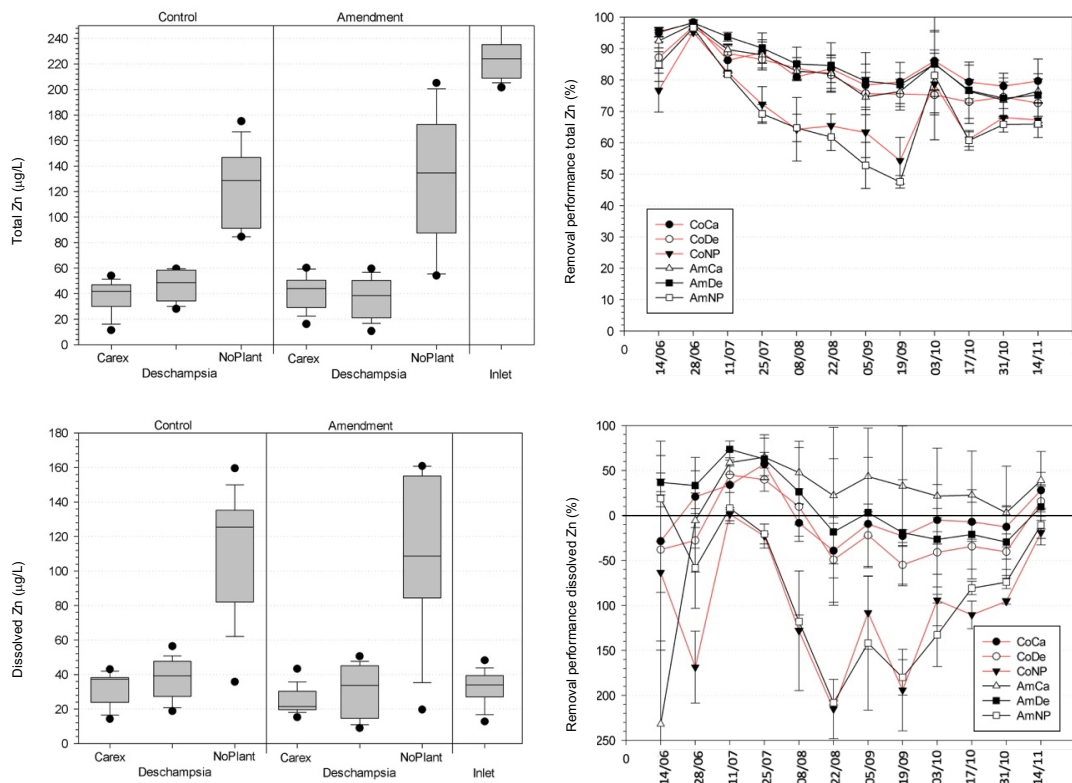 Control
Amendment
Total Zn (µg/L)
240
220
200
180
160
140
120
100
80
60
40
20
0
Carex
NoPlant
Carex
NoPlant
Deschampsia
Deschampsia
Inlet
Removal performance total Zn (%)
100
90
80
70
60
50
40
30
20
10
0
0
CoCa
CoDe
CoNP
AmCa
AmDe
AmNP
14/06
28/06
11/07
25/07
08/08
22/08
05/09
19/09
03/10
17/10
31/10
14/11
Control
Amendment
Dissolved Zn (µg/L)
180
160
140
120
100
80
60
40
20
0
Carex
NoPlant
Carex
NoPlant
Deschampsia
Deschampsia
Inlet
Removal performance dissolved Zn (%)
100
50
0
-50
100
150
200
250
CoCa
CoDe
CoNP
AmCa
AmDe
AmNP
14/06
28/06
11/07
25/07
08/08
22/08
05/09
19/09
03/10
17/10
31/10
14/11